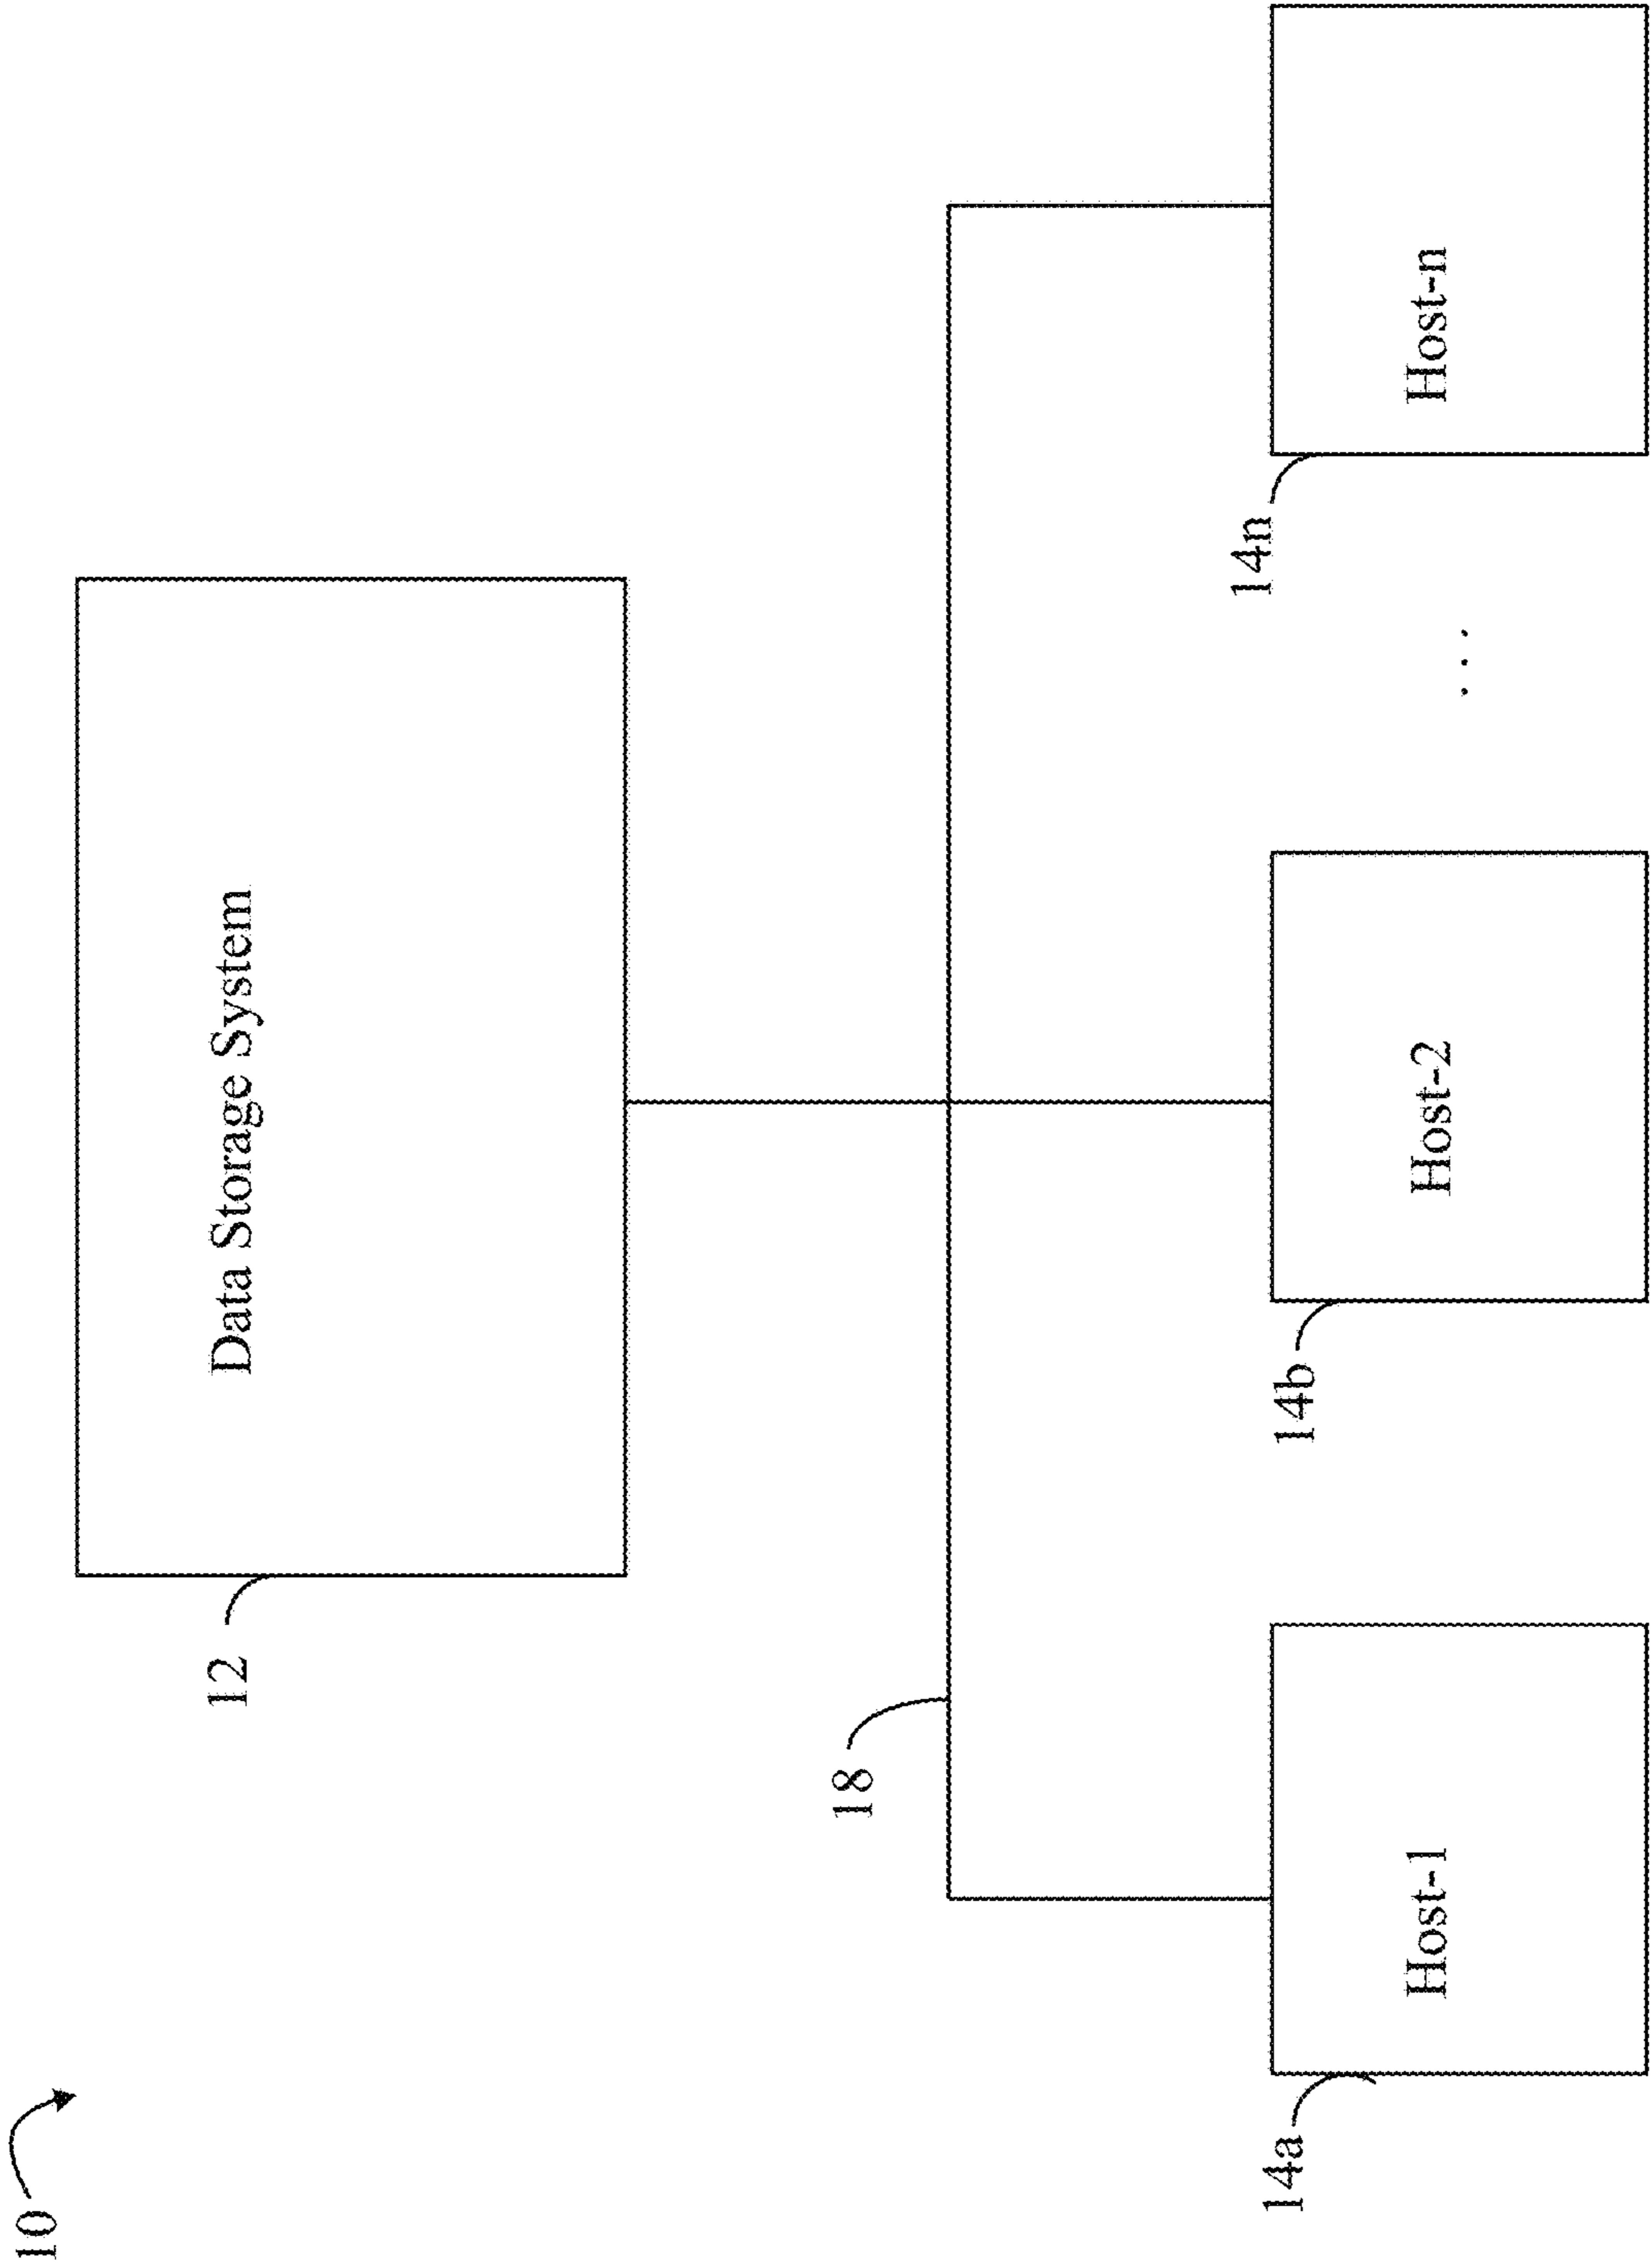 10
12
Data Storage System
18
14a
Host-1
14b
Host-2
. . .
14n
Host-n